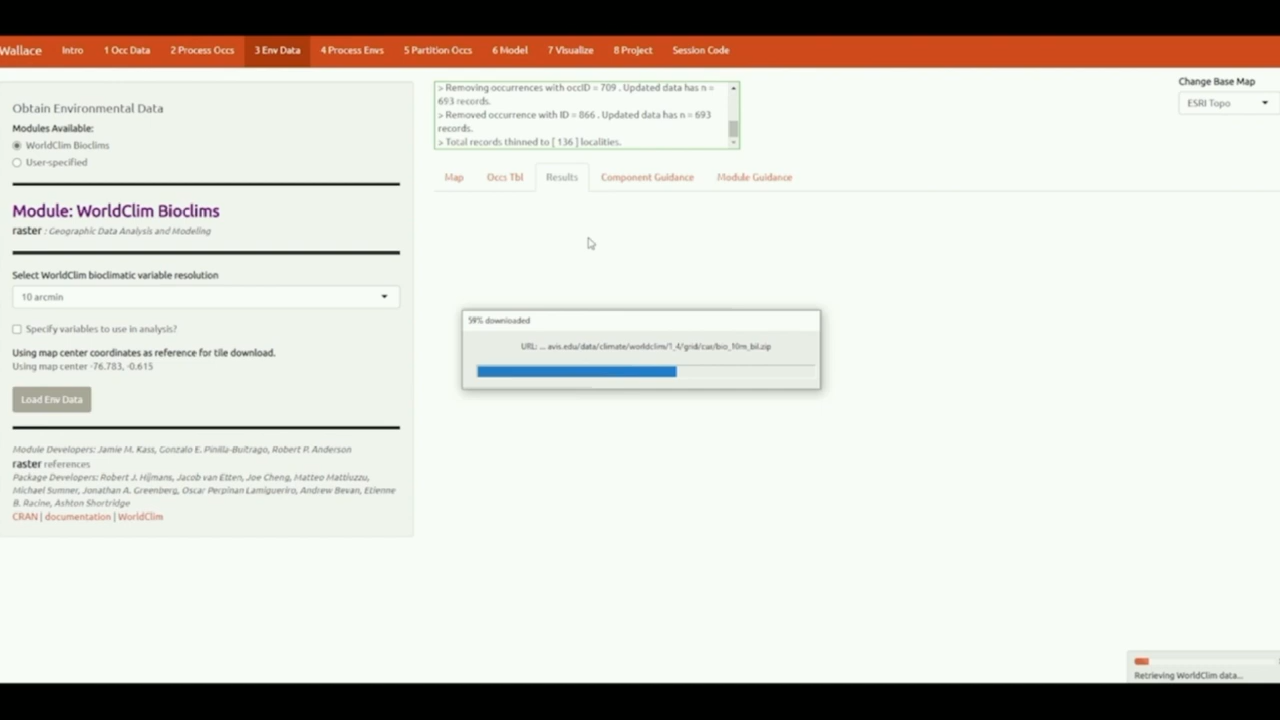 Wallace Intro 1 Occ Data 2 Process Occs 3 Env Data 4 Process Envs 5 Partition Occs 6 Model 7 Visualize 8 Project Session Code
Obtain Environmental Data
Modules Available:
WorldClim Bioclims
User-specified
Module: WorldClim Bioclims
raster : Geographic Data Analysis and Modeling
Select WorldClim bioclimatic variable resolution
10 arcmin
Specify variables to use in analysis?
Using map center coordinates as reference for tile download.
Using map center -76.783, -0.615
Load Env Data
Module Developers: Jamie M. Kass, Gonzalo E. Pinilla-Buitrago, Robert P. Anderson
raster references
Package Developers: Robert J. Hijmans, Jacob van Etten, Joe Cheng, Matteo Mattiuzzi,
Michael Sumner, Jonathan A. Greenberg, Oscar Perpinan Lamigueiro, Andrew Bevan, Etienne
B. Racine, Ashton Shortridge
CRAN | documentation | WorldClim
> Removing occurrences with occID = 709 . Updated data has n =
693 records.
> Removed occurrence with ID = 866 . Updated data has n = 693
records.
> Total records thinned to [ 136 ] localities.
Change Base Map
ESRI Topo
Map Occs Tbl Results Component Guidance Module Guidance
59% downloaded
URL: ... avis.edu/data/climate/worldclim/1_4/grid/cur/bio_10m_bil.zip
Retrieving WorldClim data...